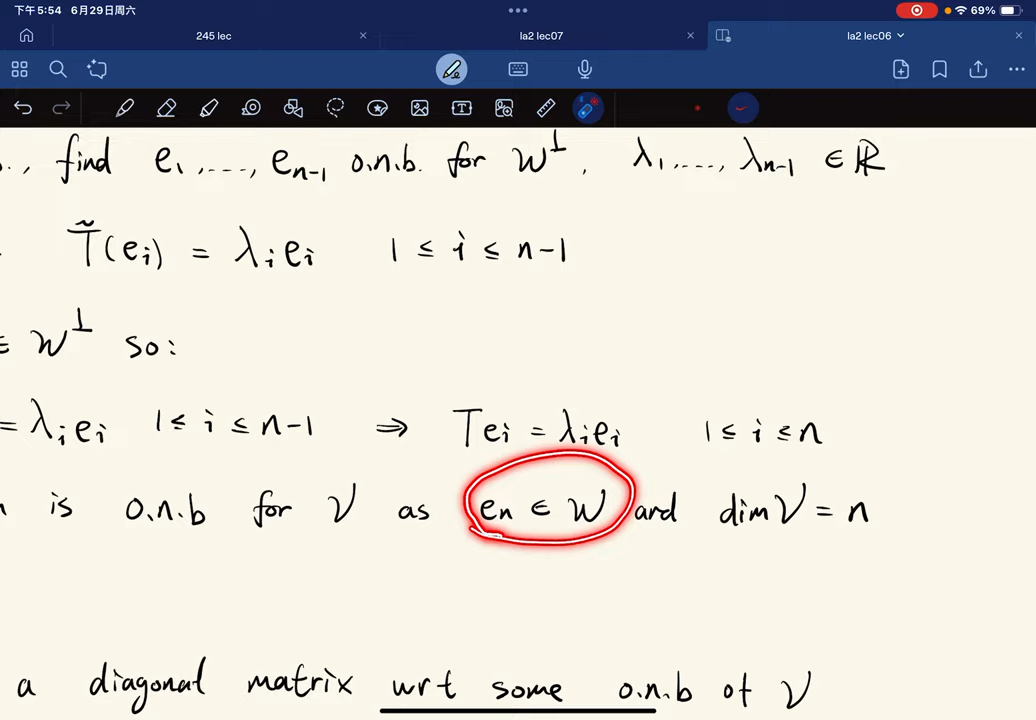 下午5:54 6月29日周六
69%
245 lec
la2 lec07
la2 lec06
., find e₁,...., eₙ₋₁ o.n.b. for W⊥, λ₁,....., λₙ₋₁ ∈ ℝ
T̃(eᵢ) = λᵢeᵢ 1 ≤ i ≤ n-1
∈ W⊥ so:
= λᵢeᵢ 1 ≤ i ≤ n-1 ⇒ Teᵢ = λᵢeᵢ 1 ≤ i ≤ n
n is o.n.b for V as eₙ ∈ W and dim V = n
a diagonal matrix wrt some o.n.b of V